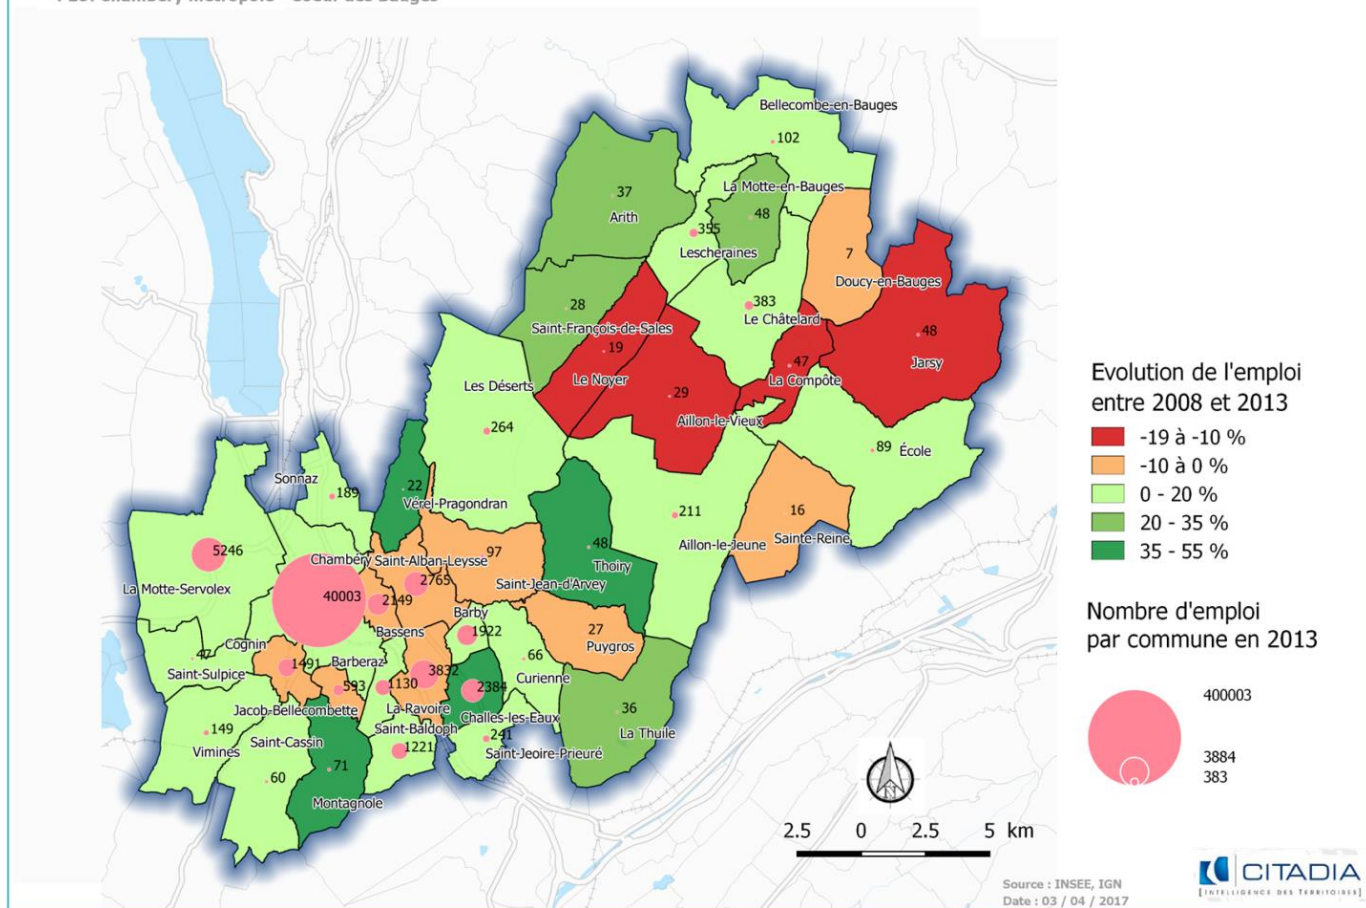 Bellecombe-en-Bauges
102
La Motte-en-Bauges
37
48
Arith
355
Lescheraines
7
Doucy-en-Bauges
28
383
Saint-François-de-Sales
Le Châtelard
48
19
47
Jarsy
Les Déserts
Le Noyer
La Compôte
29
Aillon-le-Vieux
264
89
École
Sonnaz
189
22
Vérel-Pragondran
211
16
Sainte-Reine
Aillon-le-Jeune
5246
Chambéry
Saint-Alban-Leysse
97
48
Thoiry
La Motte-Servolex
2765
Saint-Jean-d'Arvey
40003
2149
Barby
Bassens
1922
27
Puygros
Cognin
47
Saint-Sulpice
1491
Barberaz
66
Curienne
593
1130
3832
2384
Jacob-Bellecombette
La Ravoire
Challes-les-Eaux
36
La Thuile
149
Vimines
Saint-Cassin
Saint-Baldoph
1221
241
Saint-Jeoire-Prieuré
60
71
Montagnole
Evolution de l'emploi
entre 2008 et 2013
-19 à -10 %
-10 à 0 %
0 - 20 %
20 - 35 %
35 - 55 %
Nombre d'emploi
par commune en 2013
400003
3884
383
N
2.5 0 2.5 5 km
Source : INSEE, IGN
Date : 03 / 04 / 2017
CITADIA
[INTELLIGENCE DES TERRITOIRES]